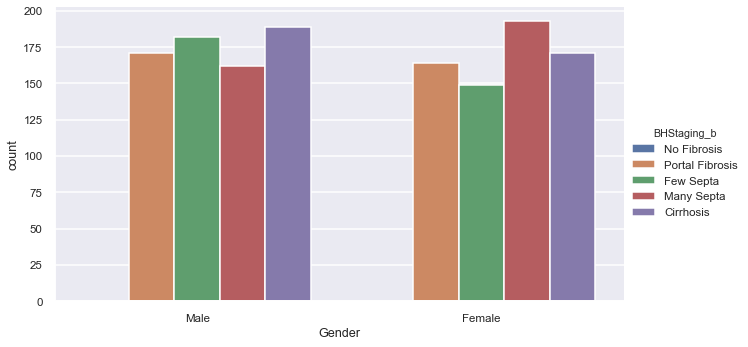 200
175
150
125
100
75
50
25
0
count
Male
Female
Gender
BHStaging_b
No Fibrosis
Portal Fibrosis
Few Septa
Many Septa
Cirrhosis